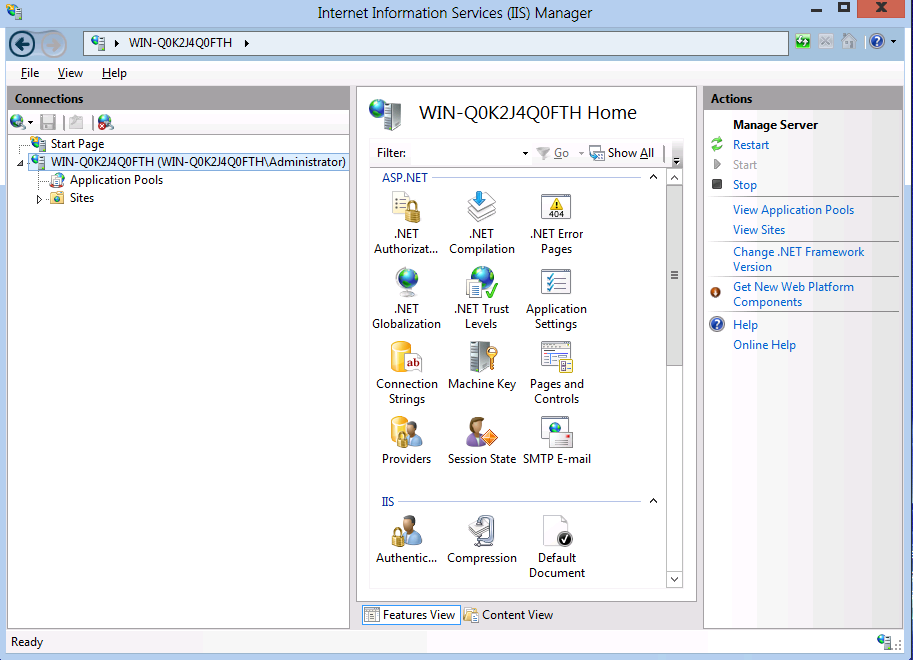 Internet Information Services (IIS) Manager
WIN-Q0K2J4Q0FTH
File View Help
Connections
Start Page
WIN-Q0K2J4Q0FTH (WIN-Q0K2J4Q0FTH\Administrator)
Application Pools
Sites
WIN-Q0K2J4Q0FTH Home
Filter: Go Show All
ASP.NET
.NET Authorizat...
.NET Compilation
.NET Error Pages
404
.NET Globalization
.NET Trust Levels
Application Settings
ab
Connection Strings
Machine Key
Pages and Controls
Providers
Session State
SMTP E-mail
IIS
Authentic...
Compression
Default Document
Features View
Content View
Actions
Manage Server
Restart
Start
Stop
View Application Pools
View Sites
Change .NET Framework
Version
Get New Web Platform
Components
Help
Online Help
Ready